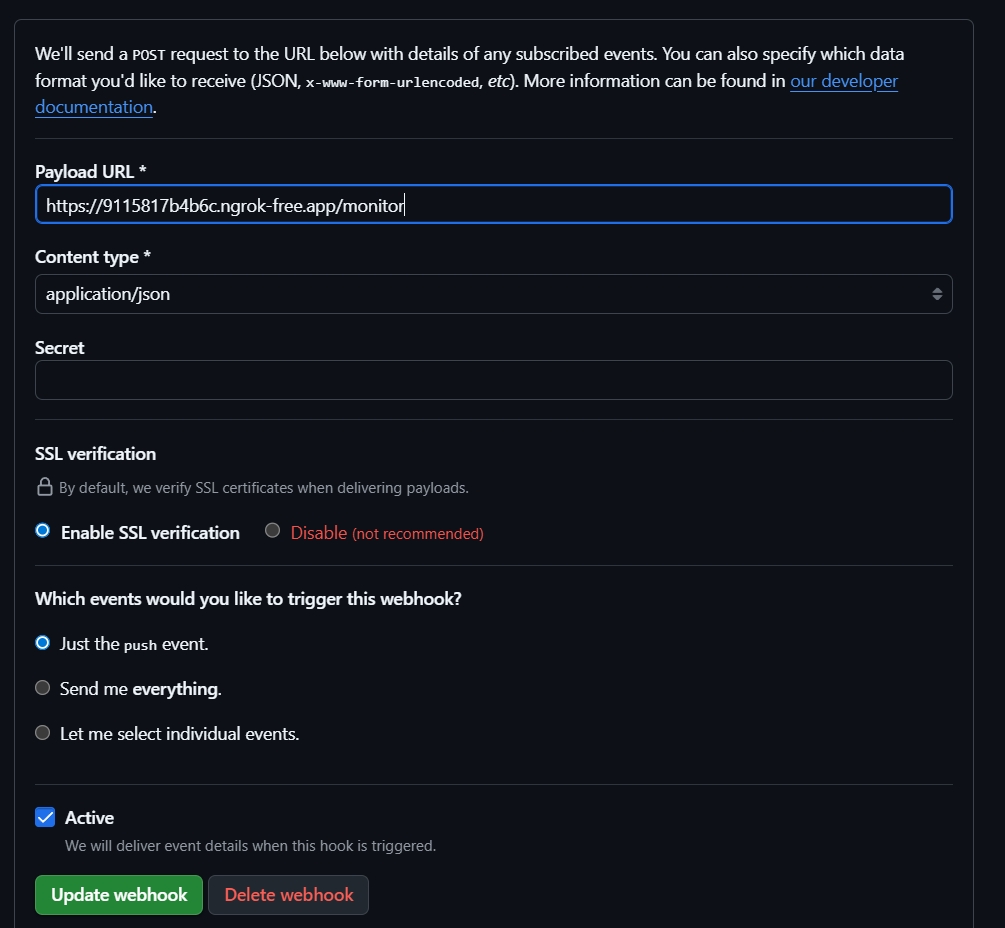 We'll send a POST request to the URL below with details of any subscribed events. You can also specify which data
format you'd like to receive (JSON, x-www-form-urlencoded, etc). More information can be found in our developer
documentation.
Payload URL *
https://9115817b4b6c.ngrok-free.app/monitor
Content type *
application/json
Secret
SSL verification
By default, we verify SSL certificates when delivering payloads.
Enable SSL verification Disable (not recommended)
Which events would you like to trigger this webhook?
Just the push event.
Send me everything.
Let me select individual events.
Active
We will deliver event details when this hook is triggered.
Update webhook Delete webhook